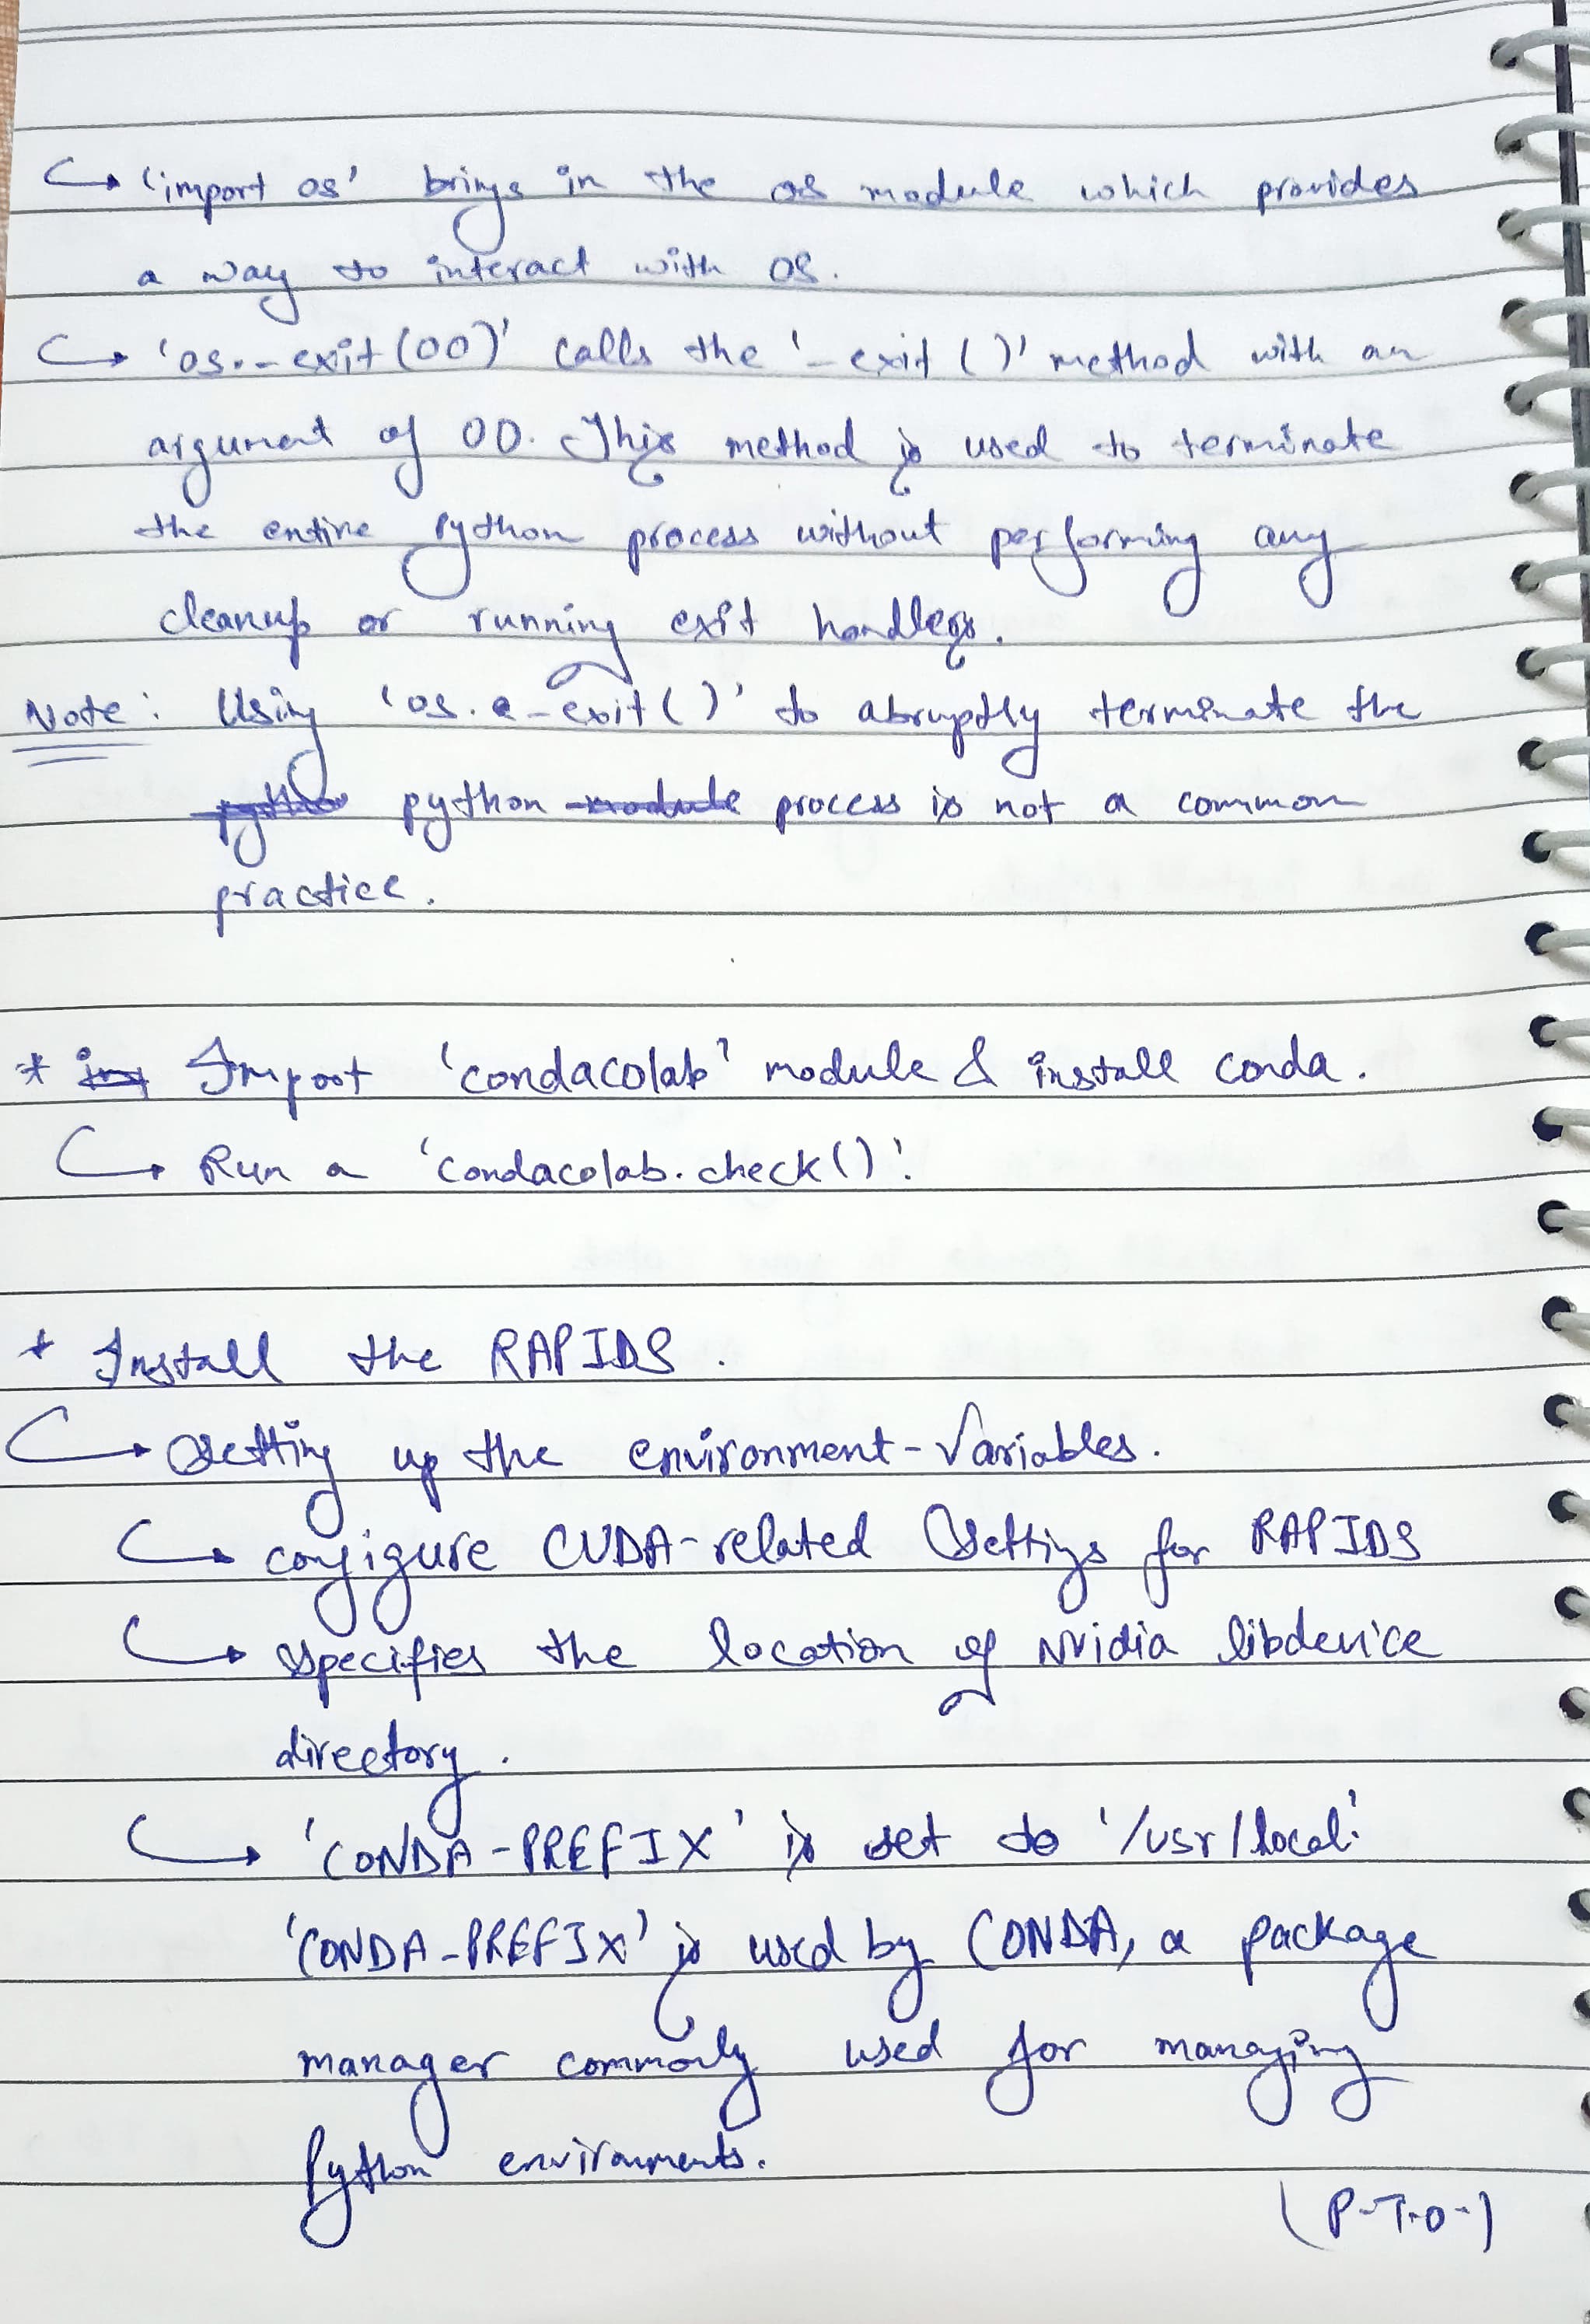 ↳ 'import os' brings in the os module which provides
a way to interact with OS.
↳ 'os._exit(00)' calls the '_exit()' method with an
argument of 00. This method is used to terminate
the entire Python process without performing any
cleanup or running exit handlers.
Note: Using 'os._exit()' to abruptly terminate the
python process is not a common
practice.
* Import 'condacolab' module & install conda.
↳ Run a 'condacolab.check()'.
* Install the RAPIDS.
↳ Setting up the environment-variables.
↳ configure CUDA-related settings for RAPIDS
↳ specifies the location of Nvidia libdevice
directory.
↳ 'CONDA-PREFIX' is set to '/usr/local.'
'CONDA-PREFIX' is used by CONDA, a package
manager commonly used for managing
Python environments.
(P.T.O.)